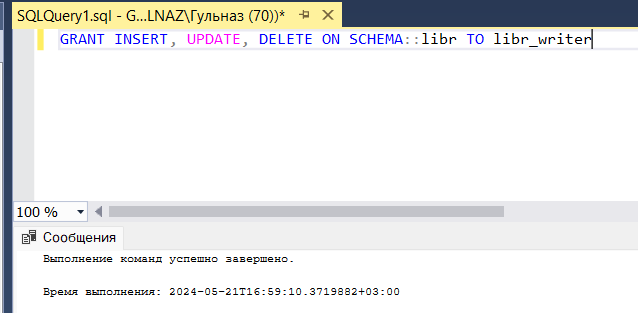 SQLQuery1.sql - G...LNAZ\Гульназ (70))*
GRANT INSERT, UPDATE, DELETE ON SCHEMA::libr TO libr_writer
100 %
Сообщения
Выполнение команд успешно завершено.
Время выполнения: 2024-05-21T16:59:10.3719882+03:00